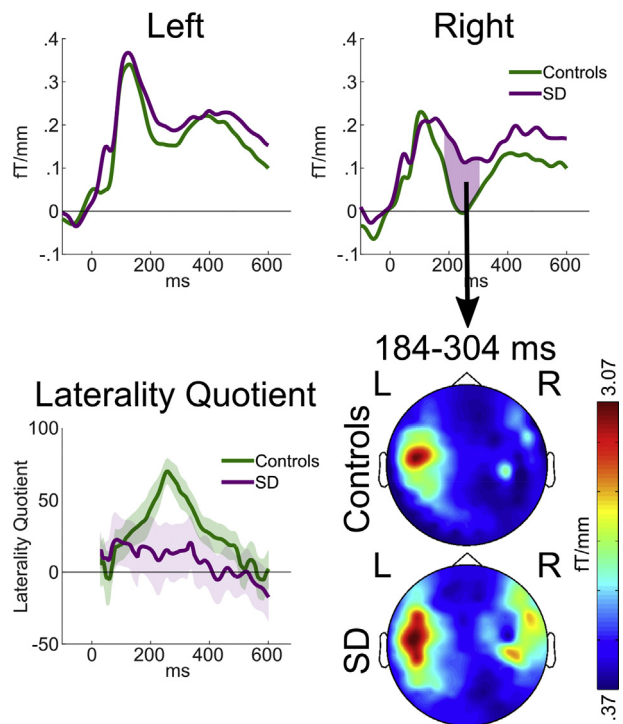 Left
.4
.3
.2
.1
0
-.1
fT/mm
0 200 400 600
ms
Right
Controls
SD
.4
.3
.2
.1
0
-.1
fT/mm
0 200 400 600
ms
184-304 ms
L R
Controls
L R
SD
3.07
fT/mm
.37
Laterality Quotient
Controls
SD
100
50
0
-50
Laterality Quotient
0 200 400 600
ms